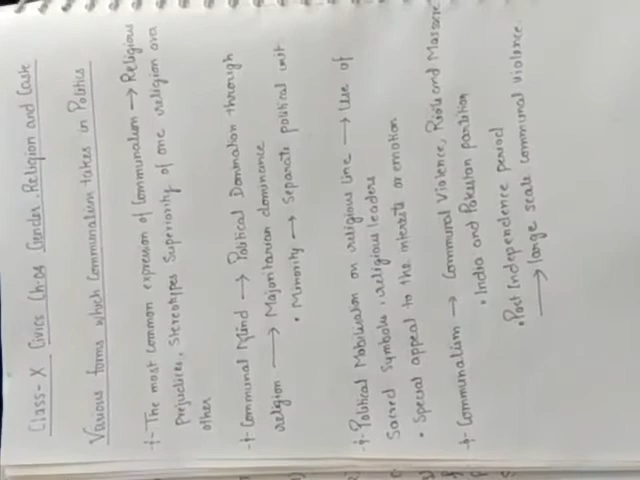 Class-X Civics Ch:04 Gender, Religion and Caste
Various forms which Communalism takes in Politics
-|- The most common expression of Communalism → Religious
Prejudices, Stereotypes Superiority of one religion ova
other
-|- Communal Mind → Political Domination through
religion → Majoritarian dominance
• Minority → Separate political unit
-|- Political Mobilisation on religious line → Use of
Sacred Symbols, religious leaders
• Special appeal to the interests or emotion
-|- Communalism → Communal Violence, Riots and Massacre
• India and Pakistan partition
• Post Independence period
→ large scale communal violence